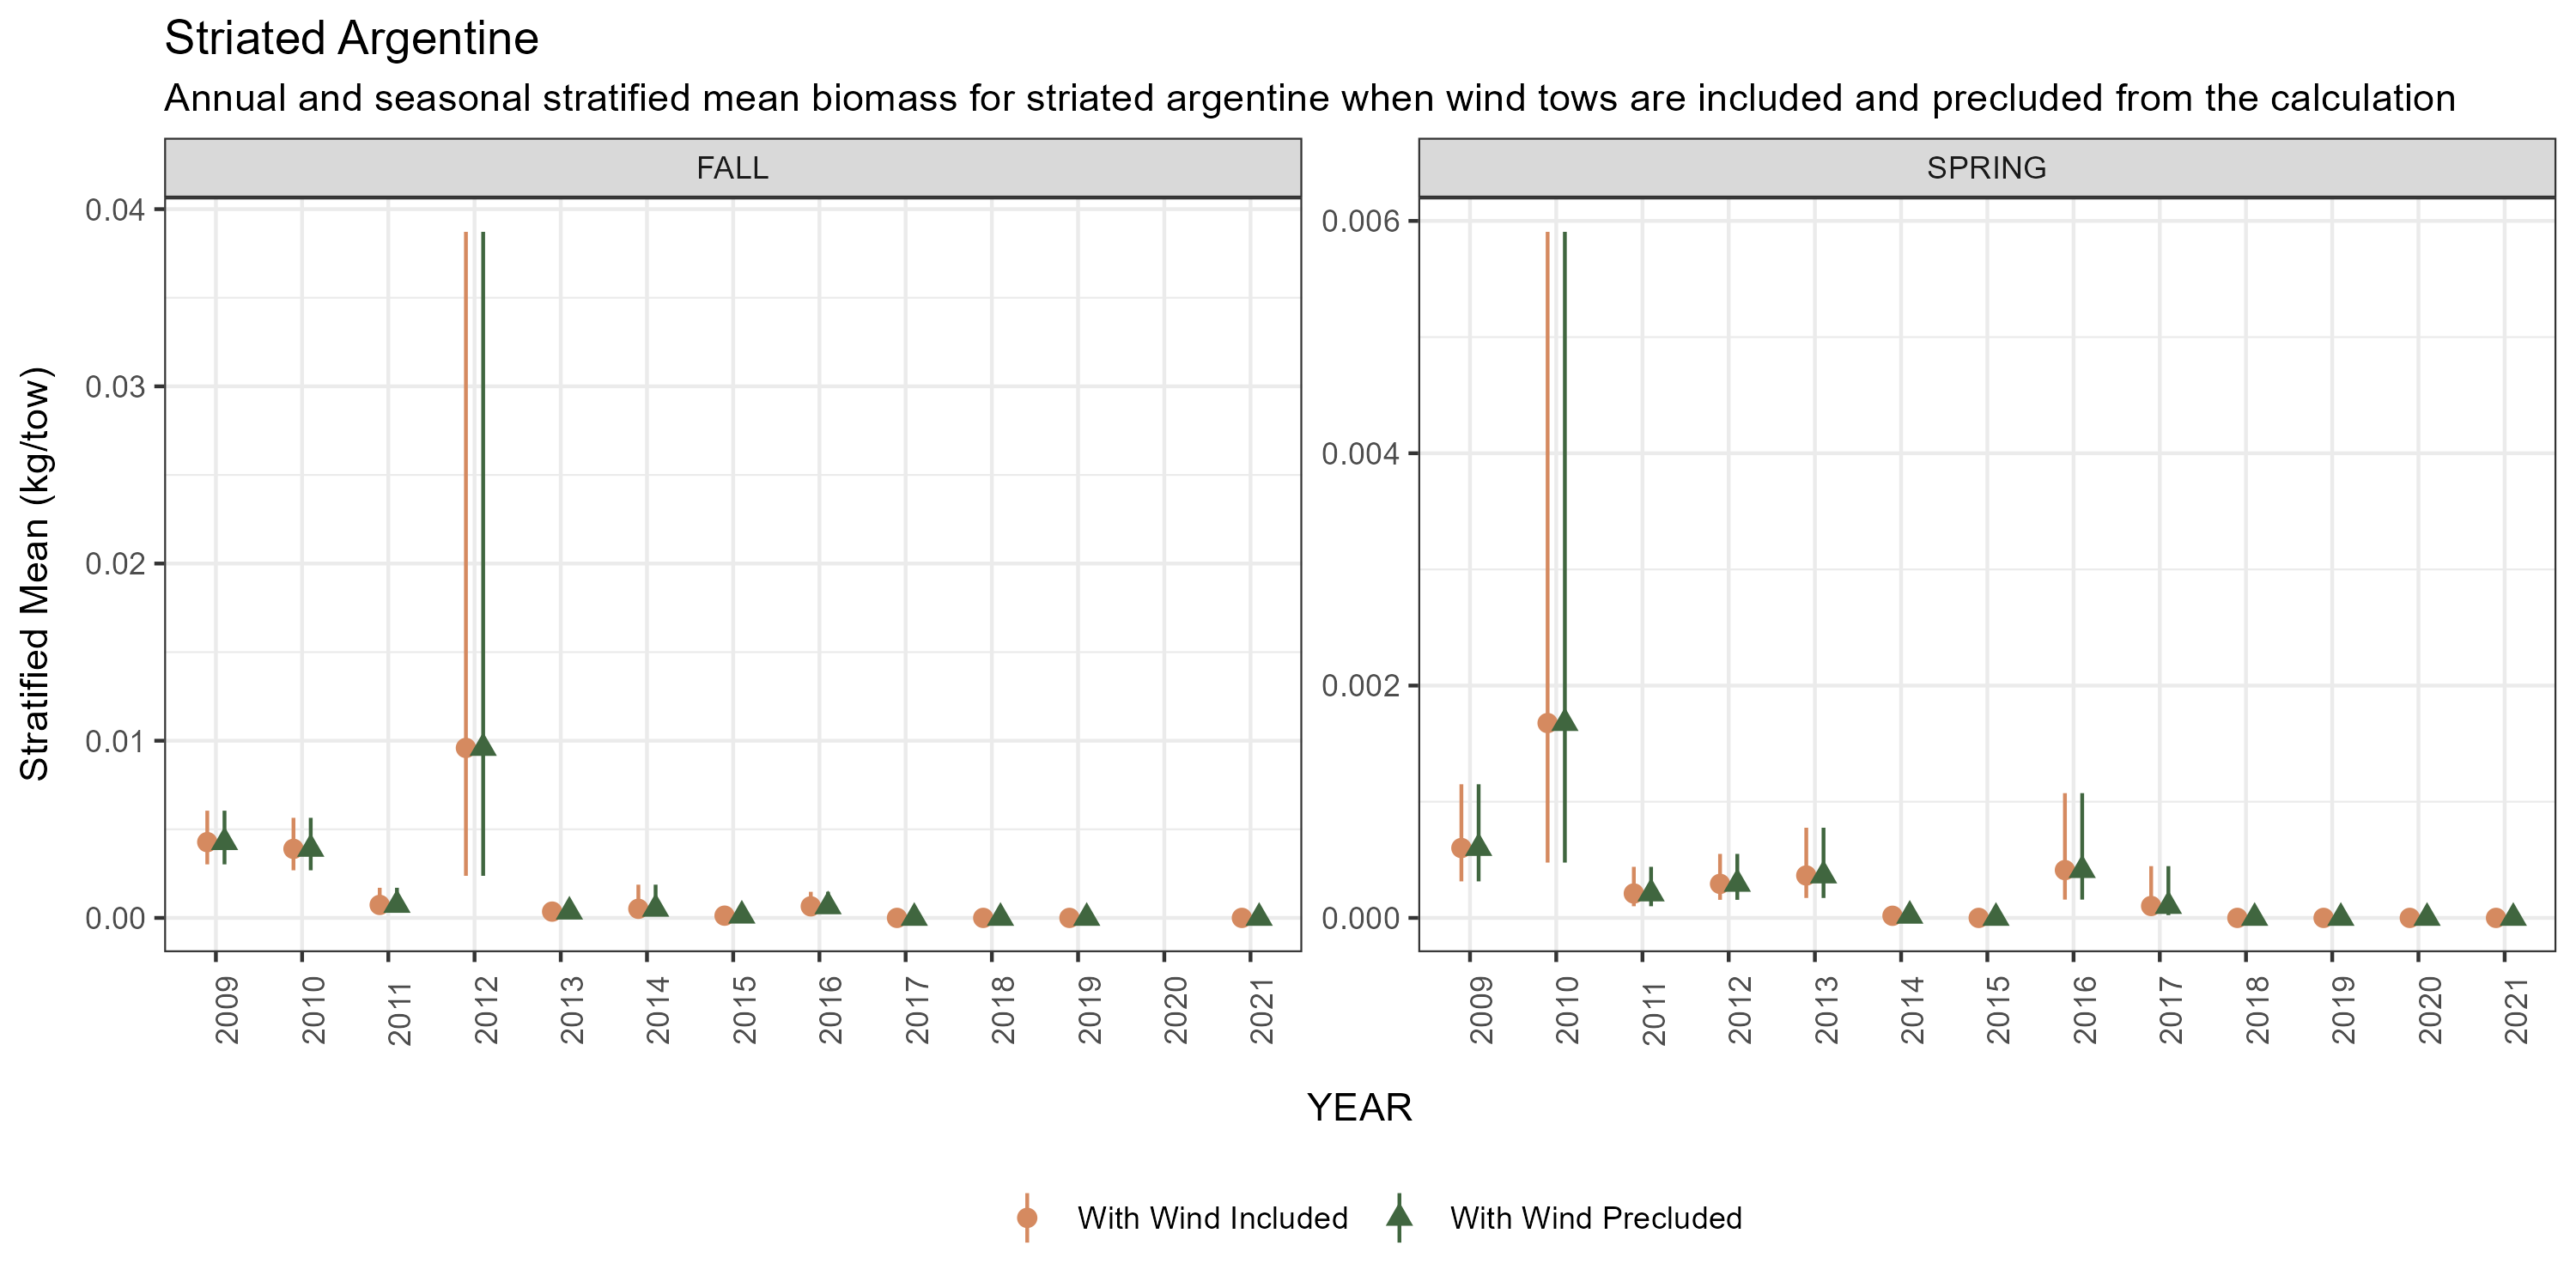 Striated Argentine
Annual and seasonal stratified mean biomass for striated argentine when wind tows are included and precluded from the calculation
FALL
SPRING
Stratified Mean (kg/tow)
0.04
0.03
0.02
0.01
0.00
0.006
0.004
0.002
0.000
2009 2010 2011 2012 2013 2014 2015 2016 2017 2018 2019 2020 2021
2009 2010 2011 2012 2013 2014 2015 2016 2017 2018 2019 2020 2021
YEAR
With Wind Included With Wind Precluded